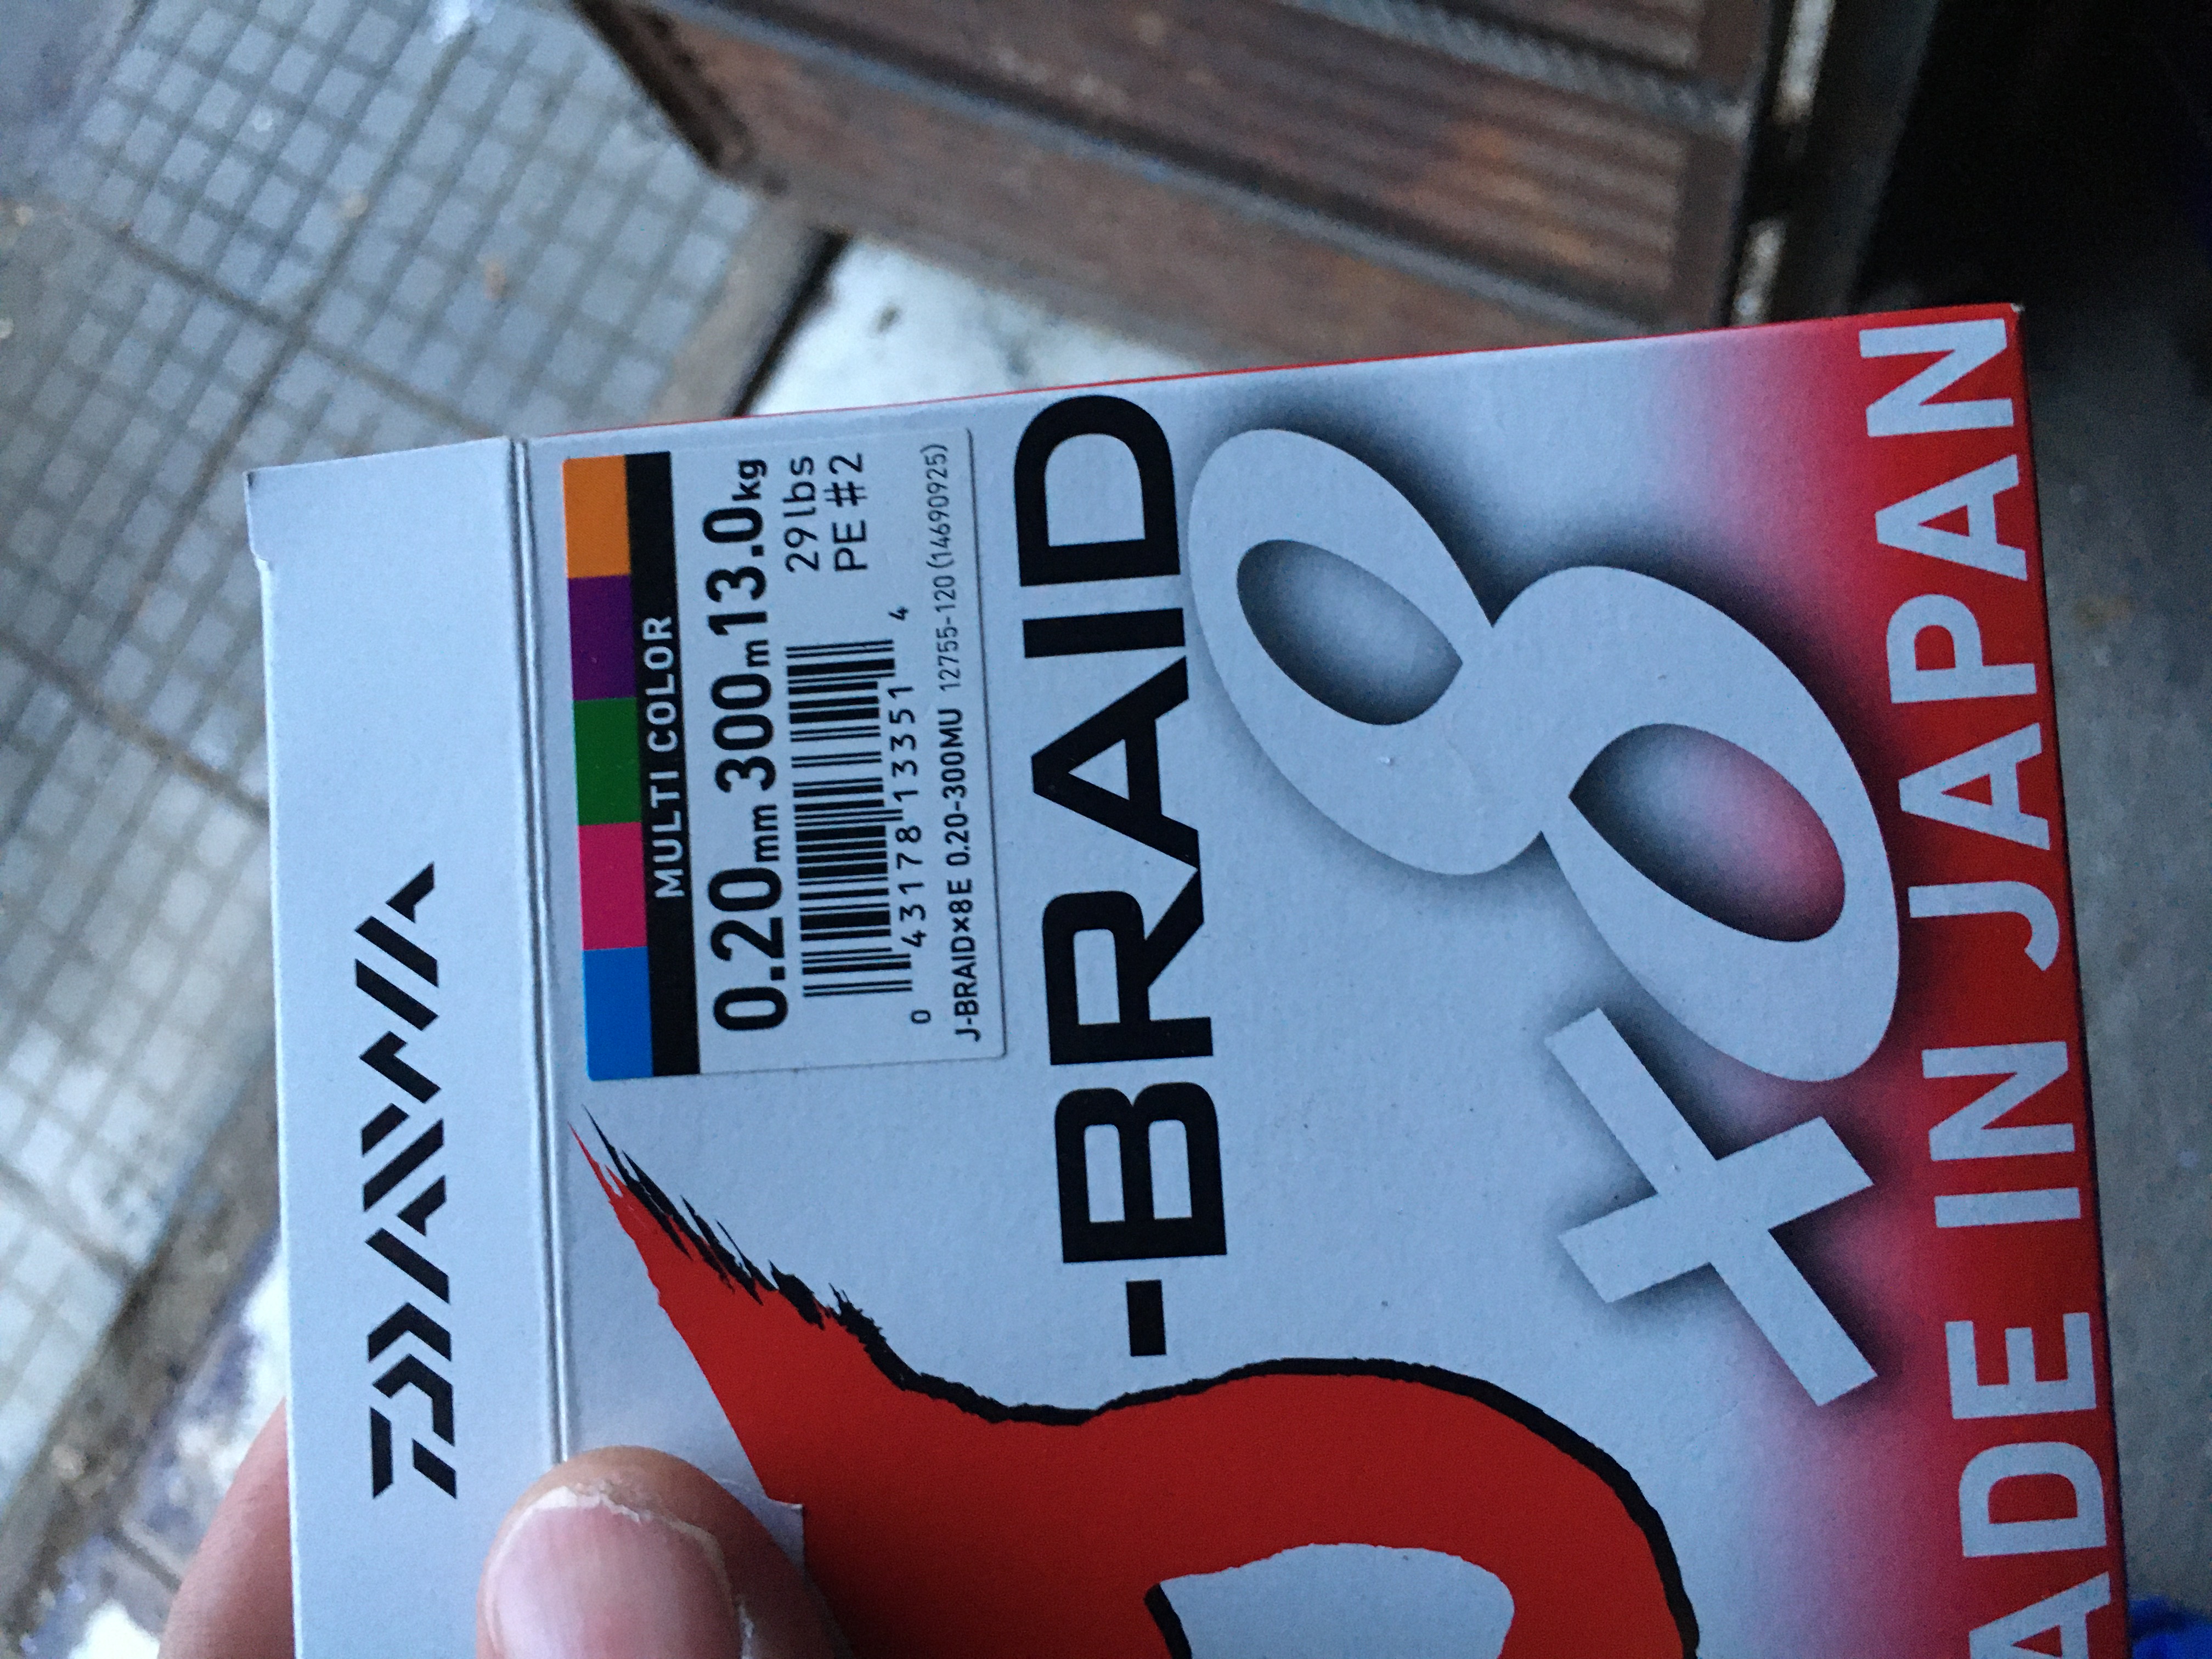 DAIWA
MULTI COLOR
0.20mm 300m 13.0kg
29lbs
PE #2
0 43178 13351 4
J-BRAID×8E 0.20-300MU 12755-120 (14690925)
-BRAID
×8
ADE IN JAPAN